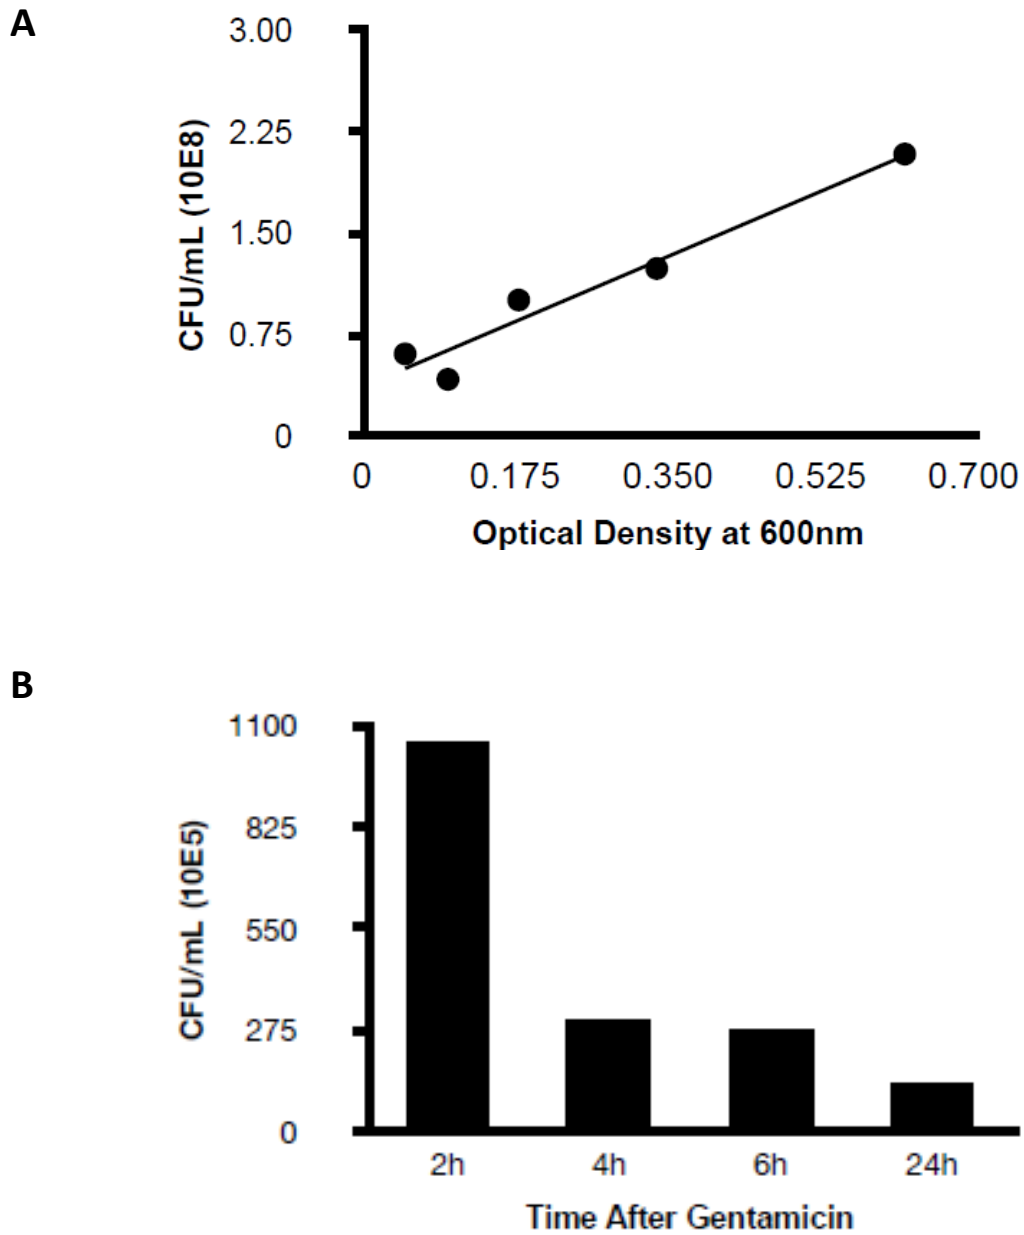 A
3.00
2.25
1.50
0.75
0
CFU/mL (10E8)
0 0.175 0.350 0.525 0.700
Optical Density at 600nm
B
1100
825
550
275
0
CFU/mL (10E5)
2h 4h 6h 24h
Time After Gentamicin